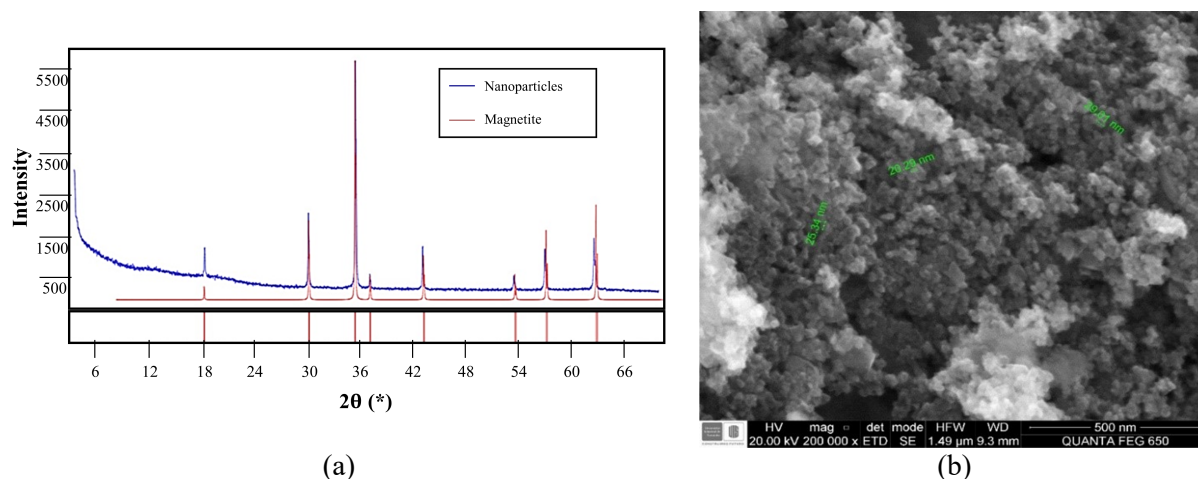 5500
4500
3500
2500
1500
500
Intensity
Nanoparticles
Magnetite
6 12 18 24 30 36 42 48 54 60 66
2θ (*)
(a)
20.29 nm
25.34 nm
HV mag □ det mode HFW WD 500 nm
20.00 kV 200 000 x ETD SE 1.49 µm 9.3 mm QUANTA FEG 650
(b)